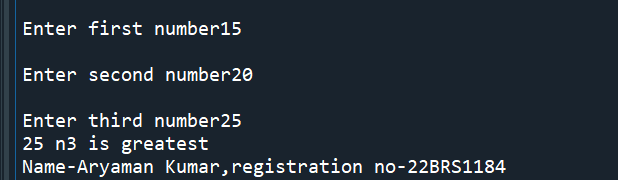 Enter first number15
Enter second number20
Enter third number25
25 n3 is greatest
Name-Aryaman Kumar,registration no-22BRS1184